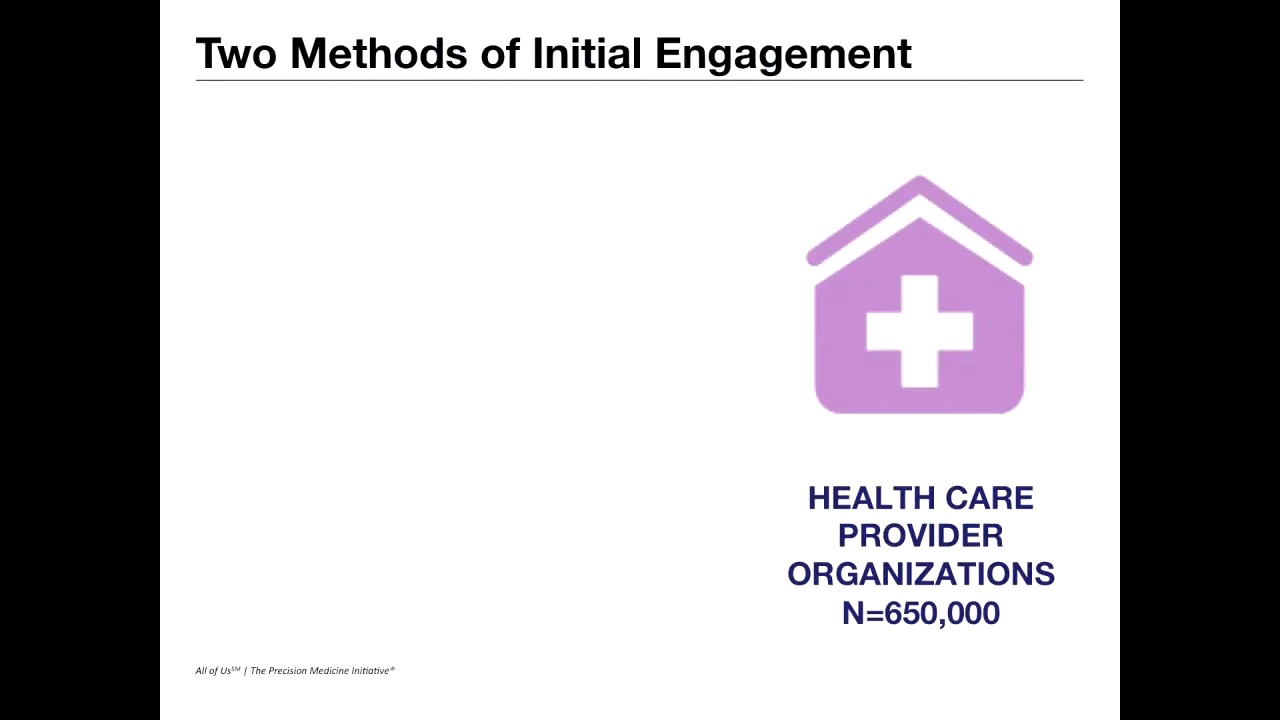 Two Methods of Initial Engagement
HEALTH CARE
PROVIDER
ORGANIZATIONS
N=650,000
All of Us℠ | The Precision Medicine Initiative®